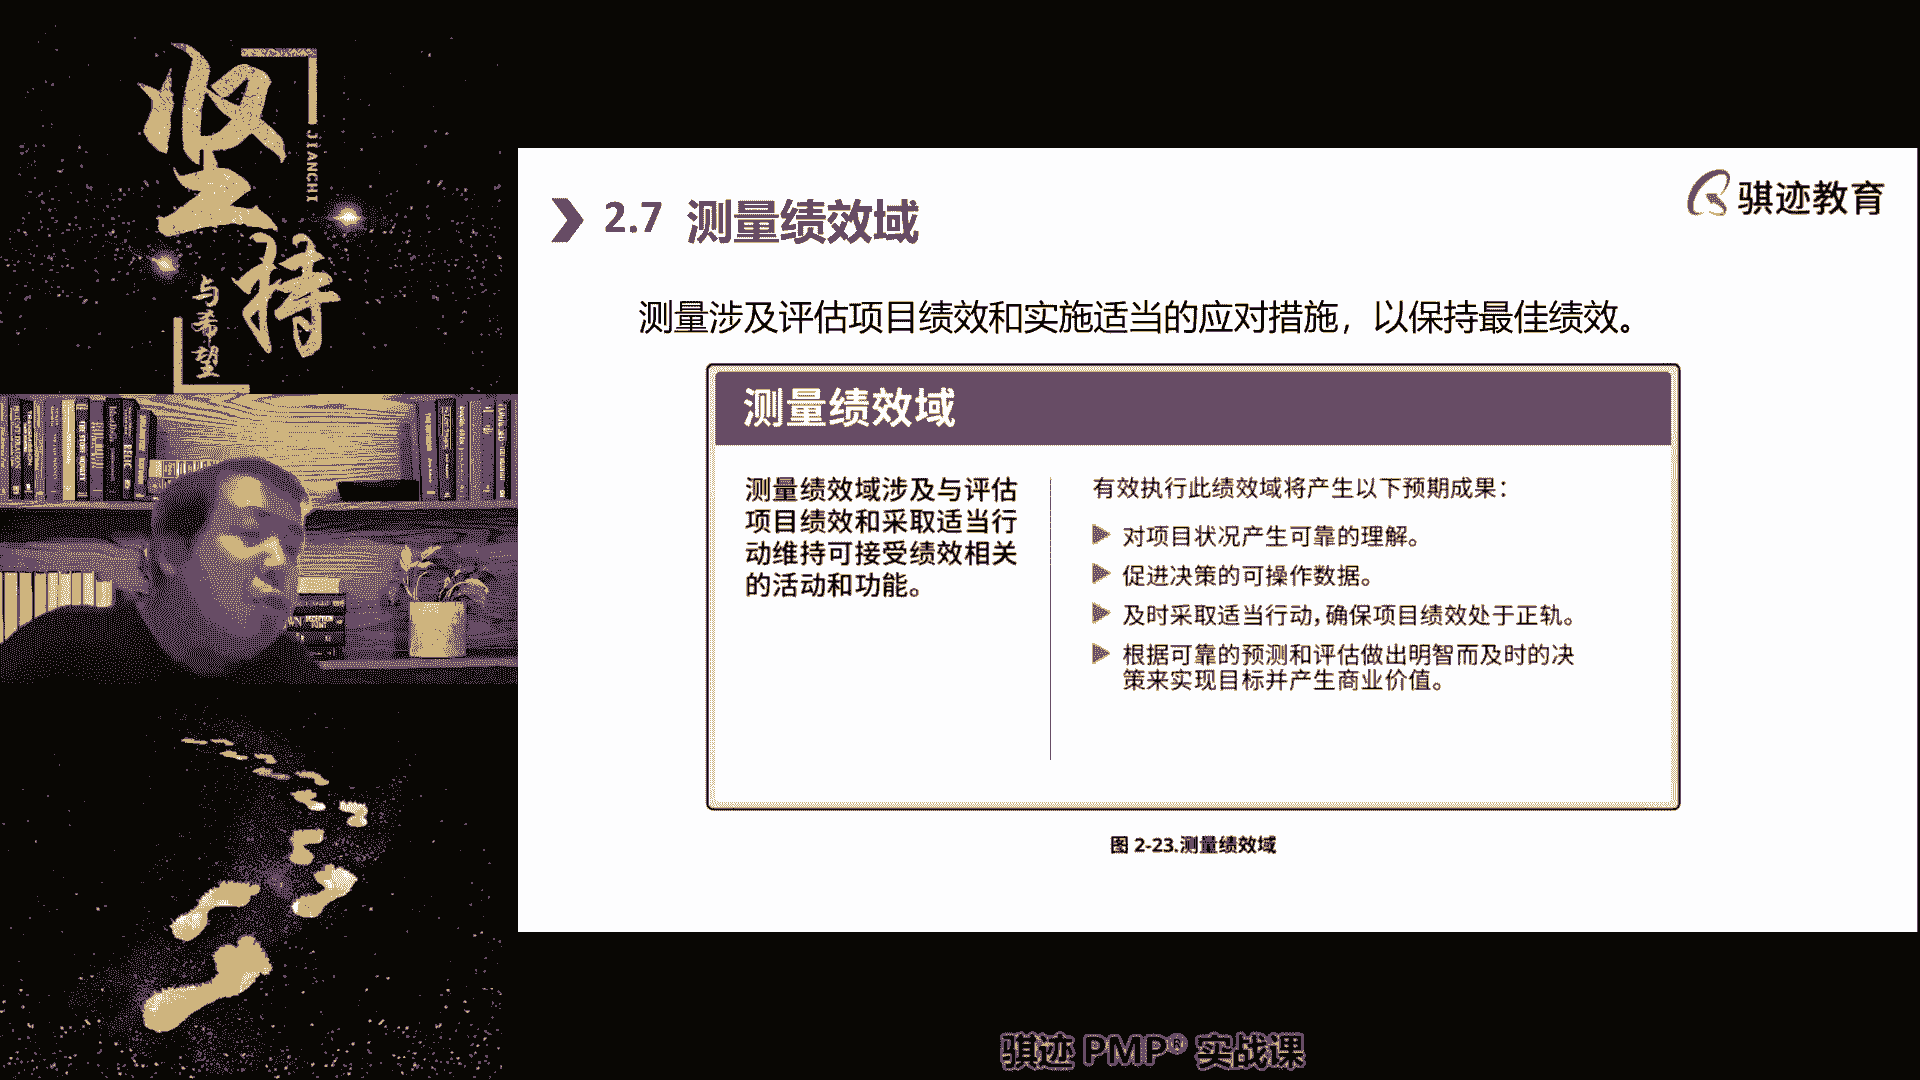 坚持
JIANCHI
与希望
骐迹教育
2.7 测量绩效域
测量涉及评估项目绩效和实施适当的应对措施，以保持最佳绩效。
测量绩效域
测量绩效域涉及与评估
项目绩效和采取适当行
动维持可接受绩效相关
的活动和功能。
有效执行此绩效域将产生以下预期成果：
对项目状况产生可靠的理解。
促进决策的可操作数据。
及时采取适当行动，确保项目绩效处于正轨。
根据可靠的预测和评估做出明智而及时的决
策来实现目标并产生商业价值。
图 2-23.测量绩效域
骐迹 PMP® 实战课